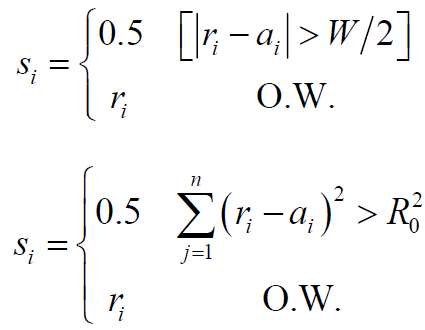 s_i = { 0.5 [|r_i − a_i| > W/2]
r_i O.W.
s_i = { 0.5 ∑_{j=1}^{n} (r_i − a_i)^2 > R_0^2
r_i O.W.